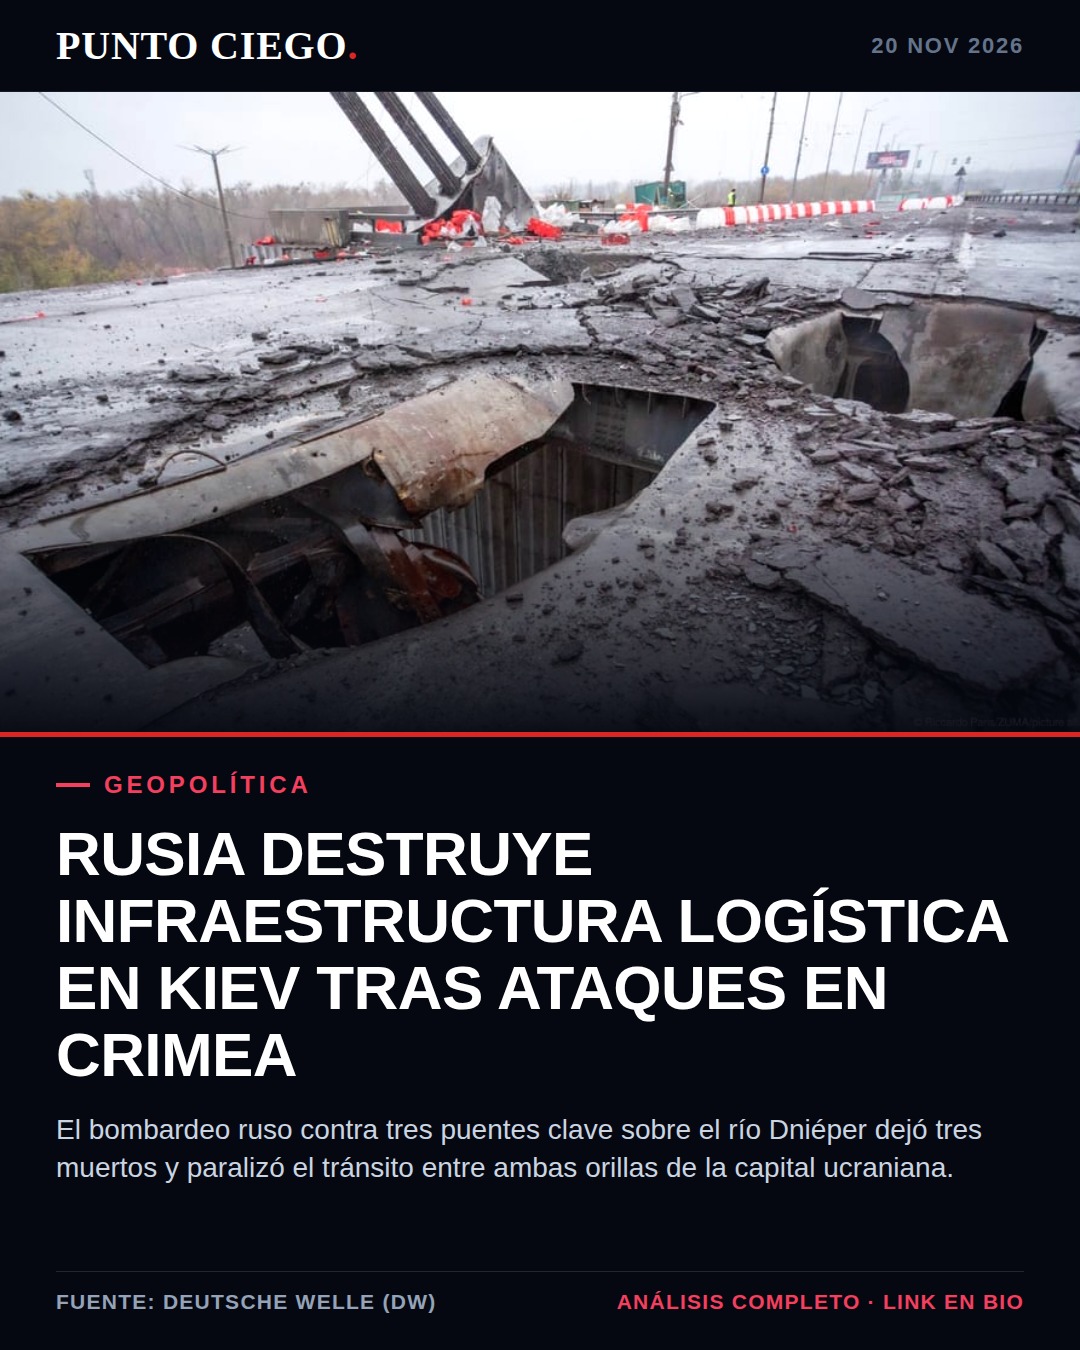 PUNTO CIEGO.
20 NOV 2026
GEOPOLÍTICA
RUSIA DESTRUYE
INFRAESTRUCTURA LOGÍSTICA
EN KIEV TRAS ATAQUES EN
CRIMEA
El bombardeo ruso contra tres puentes clave sobre el río Dniéper dejó tres
muertos y paralizó el tránsito entre ambas orillas de la capital ucraniana.
FUENTE: DEUTSCHE WELLE (DW)
ANÁLISIS COMPLETO · LINK EN BIO